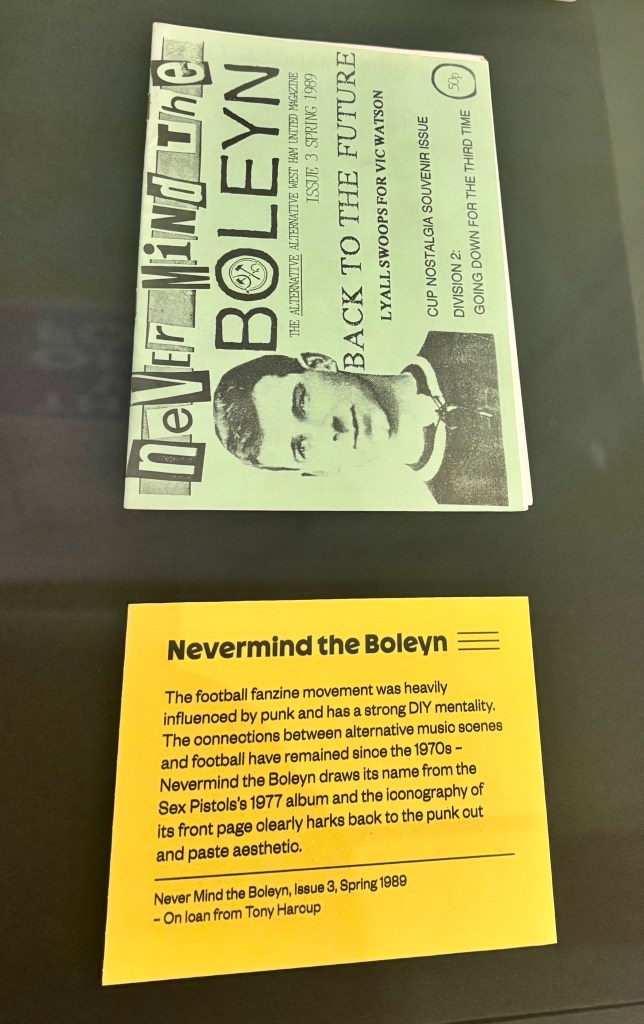 NEVER MiND The
BOLEYN
THE ALTERNATIVE ALTERNATIVE WEST HAM UNITED MAGAZINE
ISSUE 3 SPRING 1989
BACK TO THE FUTURE
LYALL SWOOPS FOR VIC WATSON
CUP NOSTALGIA SOUVENIR ISSUE
DIVISION 2:
GOING DOWN FOR THE THIRD TIME
50p
Nevermind the Boleyn
The football fanzine movement was heavily
influenced by punk and has a strong DIY mentality.
The connections between alternative music scenes
and football have remained since the 1970s –
Nevermind the Boleyn draws its name from the
Sex Pistols's 1977 album and the iconography of
its front page clearly harks back to the punk cut
and paste aesthetic.
Never Mind the Boleyn, Issue 3, Spring 1989
– On loan from Tony Harcup